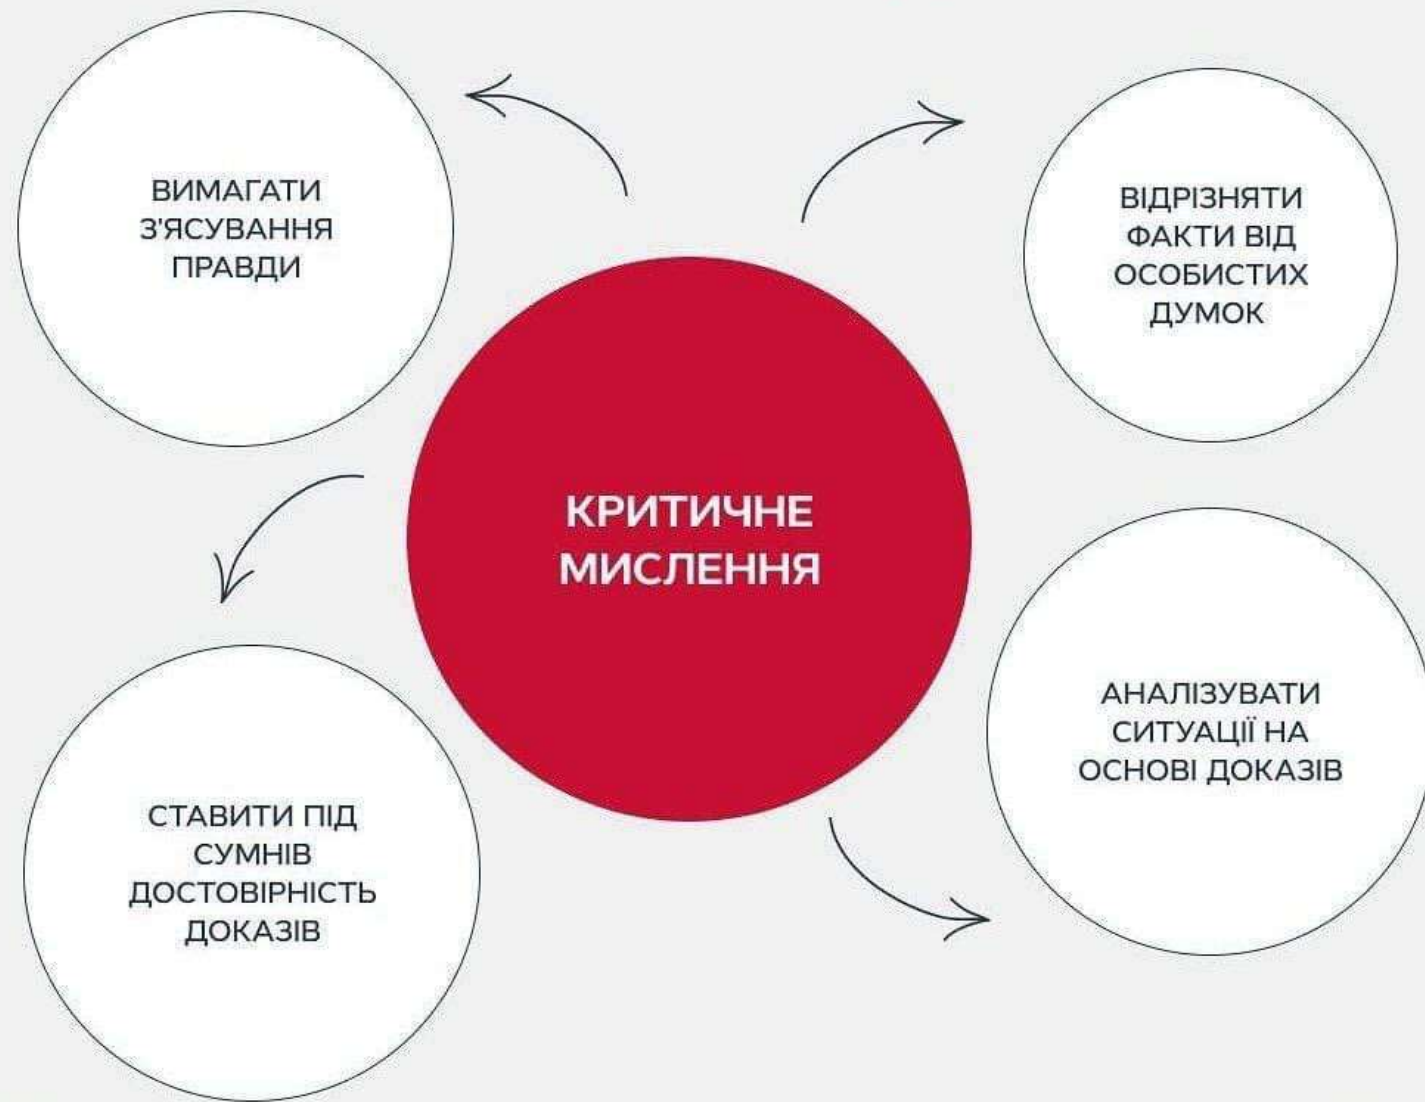 ВИМАГАТИ
З'ЯСУВАННЯ
ПРАВДИ
ВІДРІЗНЯТИ
ФАКТИ ВІД
ОСОБИСТИХ
ДУМОК
КРИТИЧНЕ
МИСЛЕННЯ
СТАВИТИ ПІД
СУМНІВ
ДОСТОВІРНІСТЬ
ДОКАЗІВ
АНАЛІЗУВАТИ
СИТУАЦІЇ НА
ОСНОВІ ДОКАЗІВ